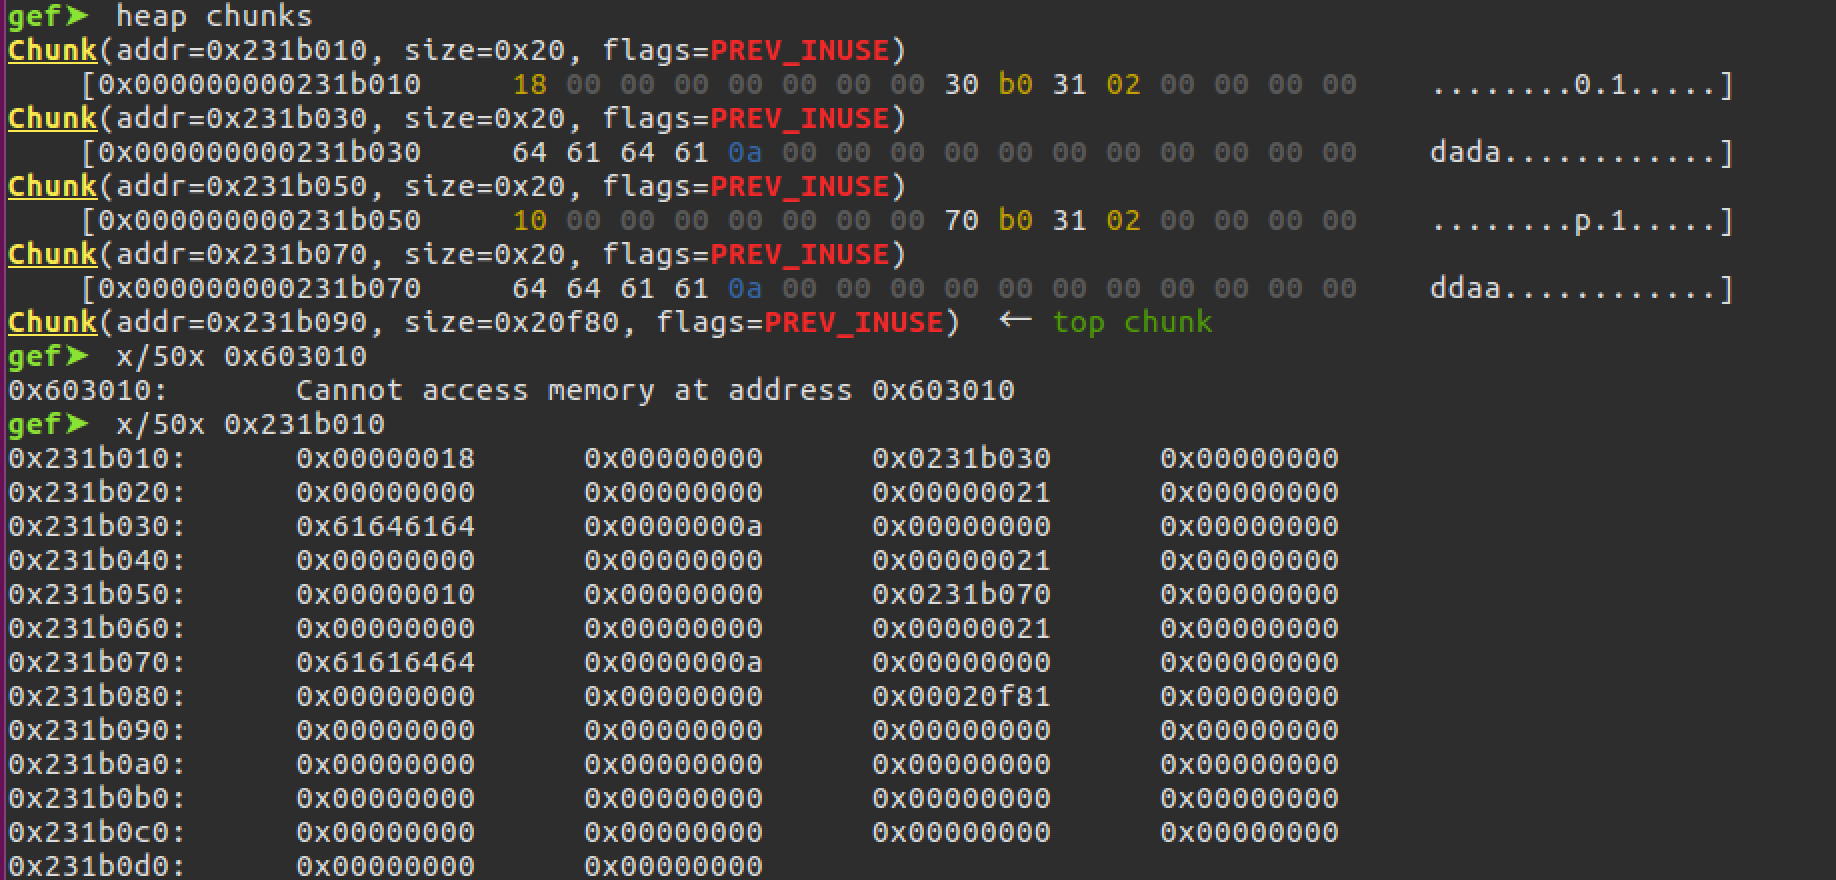 gef➤  heap chunks
Chunk(addr=0x231b010, size=0x20, flags=PREV_INUSE)
    [0x000000000231b010     18 00 00 00 00 00 00 00 30 b0 31 02 00 00 00 00    ........0.1.....]
Chunk(addr=0x231b030, size=0x20, flags=PREV_INUSE)
    [0x000000000231b030     64 61 64 61 0a 00 00 00 00 00 00 00 00 00 00 00    dada............]
Chunk(addr=0x231b050, size=0x20, flags=PREV_INUSE)
    [0x000000000231b050     10 00 00 00 00 00 00 00 70 b0 31 02 00 00 00 00    ........p.1.....]
Chunk(addr=0x231b070, size=0x20, flags=PREV_INUSE)
    [0x000000000231b070     64 64 61 61 0a 00 00 00 00 00 00 00 00 00 00 00    ddaa............]
Chunk(addr=0x231b090, size=0x20f80, flags=PREV_INUSE)  ←  top chunk
gef➤  x/50x 0x603010
0x603010:       Cannot access memory at address 0x603010
gef➤  x/50x 0x231b010
0x231b010:      0x00000018      0x00000000      0x0231b030      0x00000000
0x231b020:      0x00000000      0x00000000      0x00000021      0x00000000
0x231b030:      0x61646164      0x0000000a      0x00000000      0x00000000
0x231b040:      0x00000000      0x00000000      0x00000021      0x00000000
0x231b050:      0x00000010      0x00000000      0x0231b070      0x00000000
0x231b060:      0x00000000      0x00000000      0x00000021      0x00000000
0x231b070:      0x61616464      0x0000000a      0x00000000      0x00000000
0x231b080:      0x00000000      0x00000000      0x00020f81      0x00000000
0x231b090:      0x00000000      0x00000000      0x00000000      0x00000000
0x231b0a0:      0x00000000      0x00000000      0x00000000      0x00000000
0x231b0b0:      0x00000000      0x00000000      0x00000000      0x00000000
0x231b0c0:      0x00000000      0x00000000      0x00000000      0x00000000
0x231b0d0:      0x00000000      0x00000000